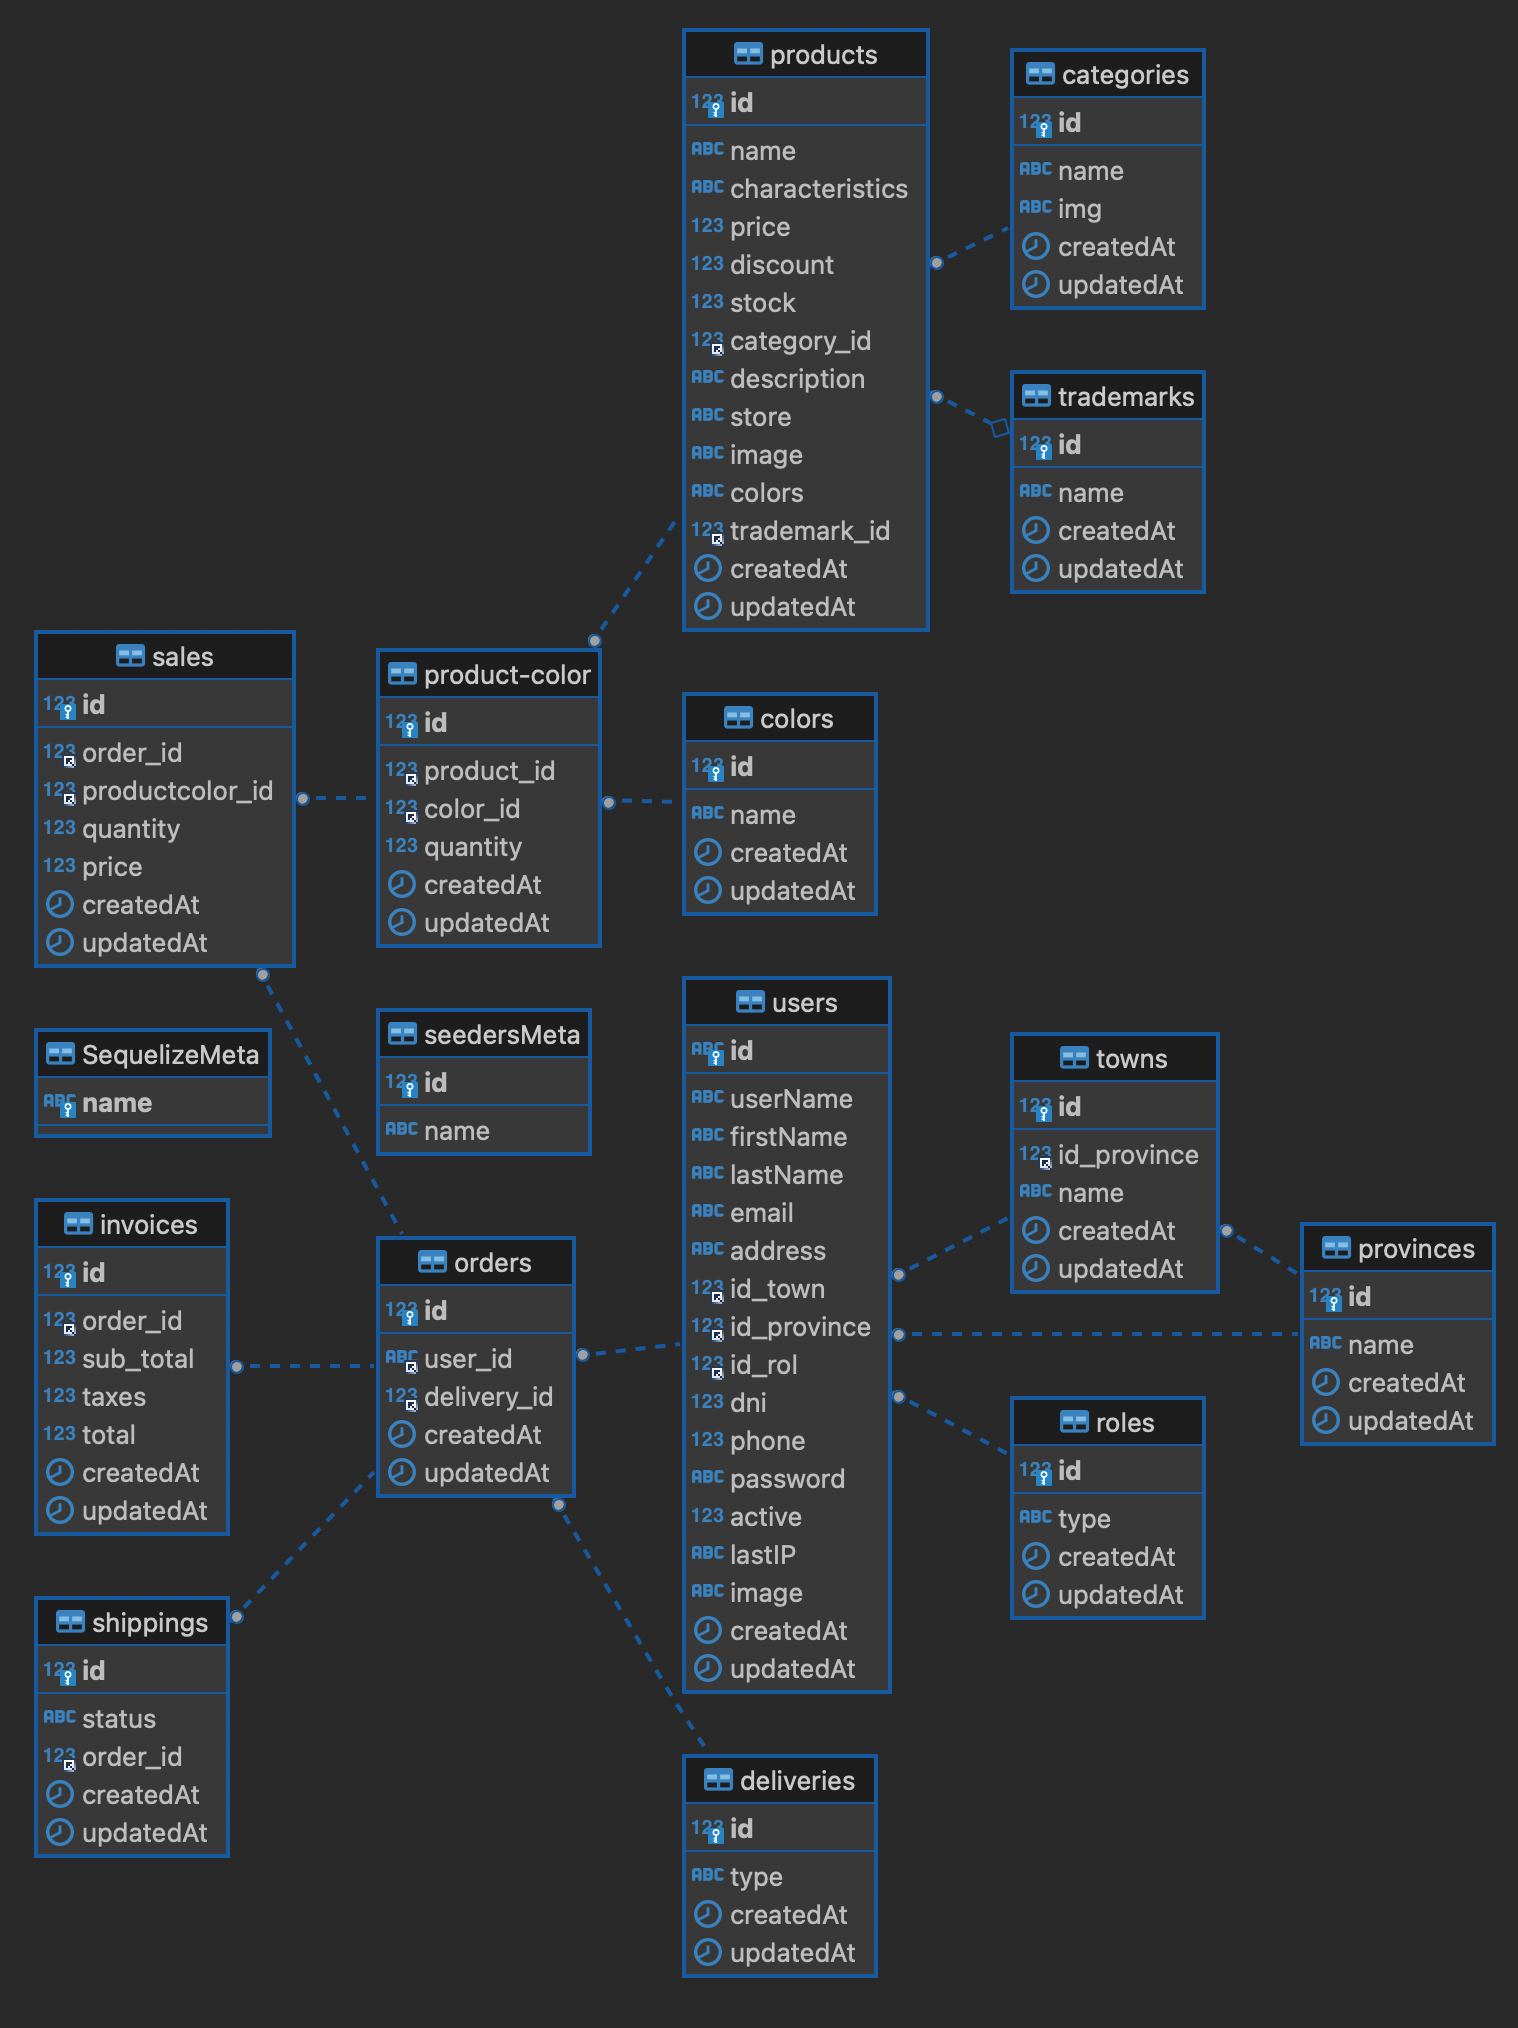 products
123 id
ABC name
ABC characteristics
123 price
123 discount
123 stock
123 category_id
ABC description
ABC store
ABC image
ABC colors
123 trademark_id
createdAt
updatedAt
categories
123 id
ABC name
ABC img
createdAt
updatedAt
trademarks
123 id
ABC name
createdAt
updatedAt
sales
123 id
123 order_id
123 productcolor_id
123 quantity
123 price
createdAt
updatedAt
product-color
123 id
123 product_id
123 color_id
123 quantity
createdAt
updatedAt
colors
123 id
ABC name
createdAt
updatedAt
SequelizeMeta
ABC name
seedersMeta
123 id
ABC name
users
ABC id
ABC userName
ABC firstName
ABC lastName
ABC email
ABC address
123 id_town
123 id_province
123 id_rol
123 dni
123 phone
ABC password
123 active
ABC lastIP
ABC image
createdAt
updatedAt
towns
123 id
123 id_province
ABC name
createdAt
updatedAt
provinces
123 id
ABC name
createdAt
updatedAt
invoices
123 id
123 order_id
123 sub_total
123 taxes
123 total
createdAt
updatedAt
orders
123 id
ABC user_id
123 delivery_id
createdAt
updatedAt
roles
123 id
ABC type
createdAt
updatedAt
shippings
123 id
ABC status
123 order_id
createdAt
updatedAt
deliveries
123 id
ABC type
createdAt
updatedAt